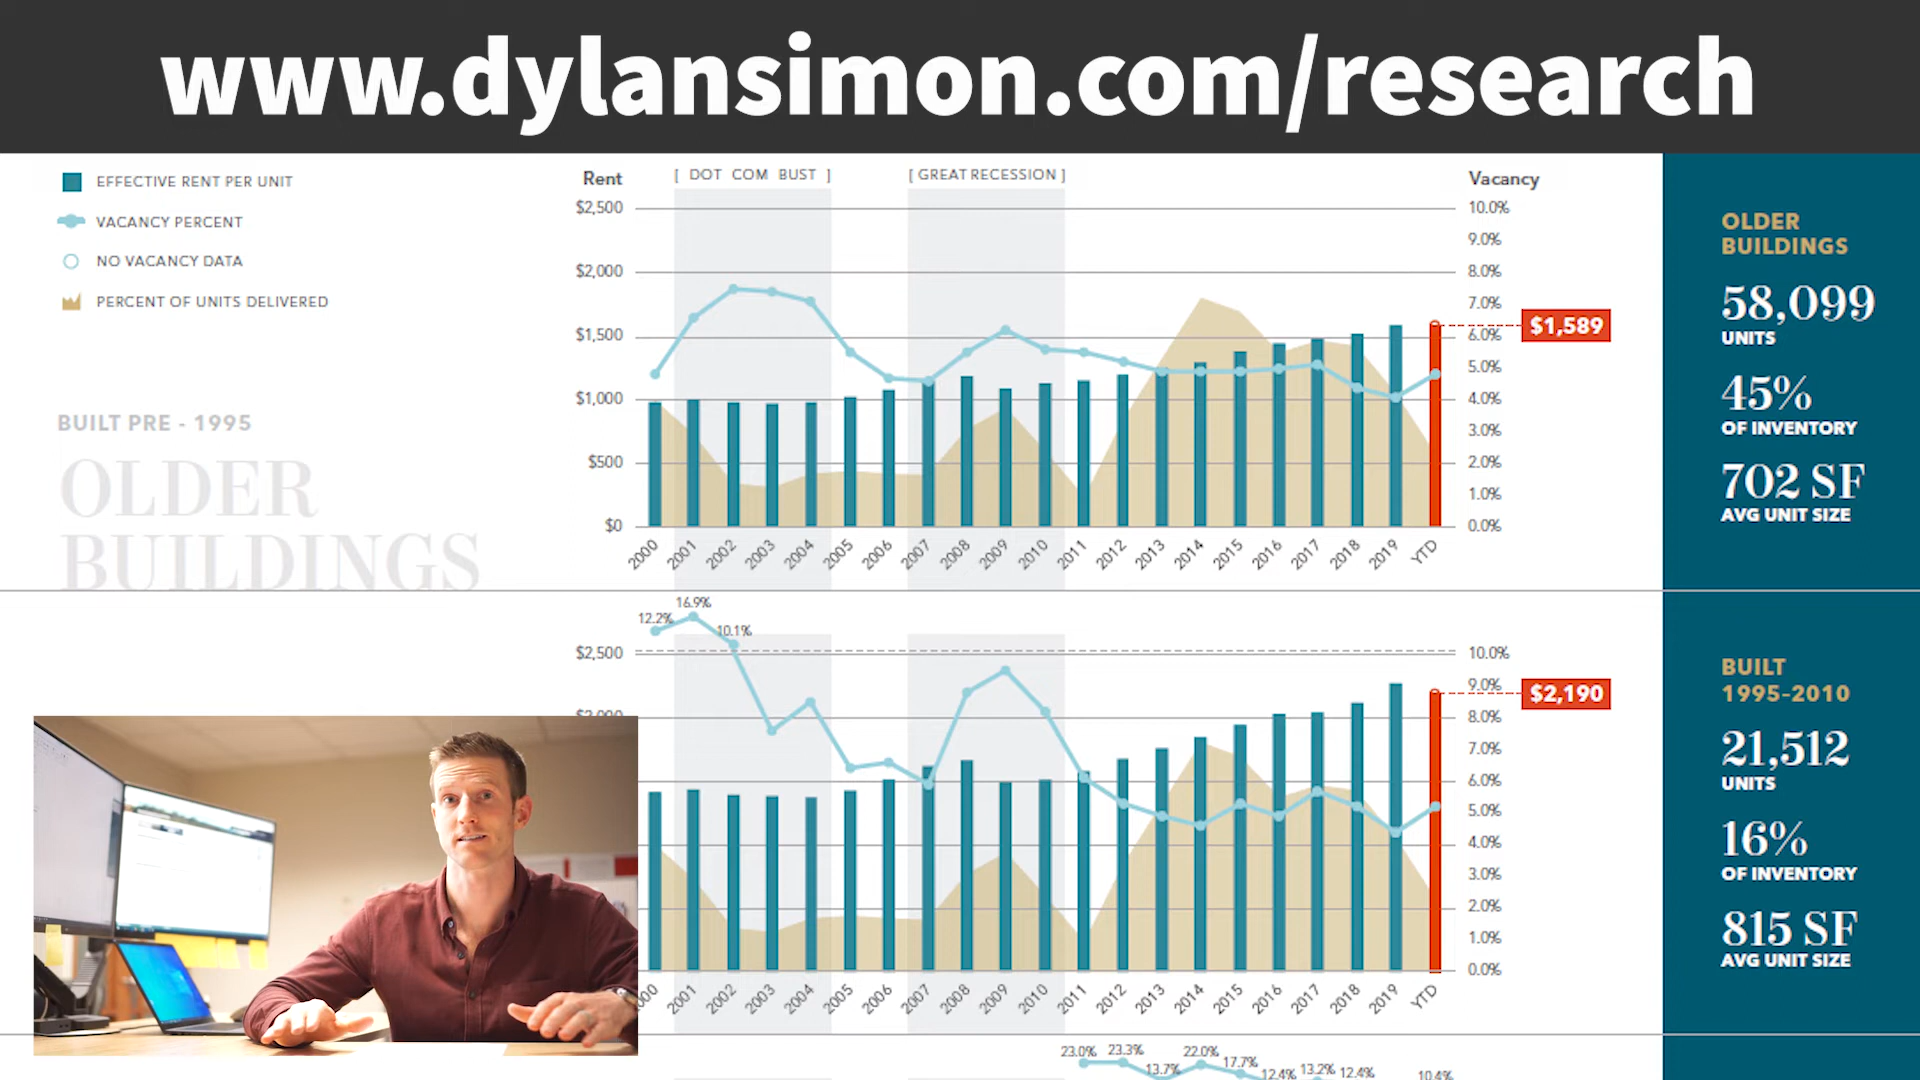 www.dylansimon.com/research
EFFECTIVE RENT PER UNIT
VACANCY PERCENT
NO VACANCY DATA
PERCENT OF UNITS DELIVERED
BUILT PRE - 1995
OLDER
BUILDINGS
Rent
[ DOT COM BUST ]
[ GREAT RECESSION ]
Vacancy
$2,500
$2,000
$1,500
$1,000
$500
$0
10.0%
9.0%
8.0%
7.0%
6.0%
5.0%
4.0%
3.0%
2.0%
1.0%
0.0%
$1,589
2000 2001 2002 2003 2004 2005 2006 2007 2008 2009 2010 2011 2012 2013 2014 2015 2016 2017 2018 2019 YTD
OLDER
BUILDINGS
58,099
UNITS
45%
OF INVENTORY
702 SF
AVG UNIT SIZE
12.2%
16.9%
10.1%
$2,500
10.0%
9.0%
8.0%
7.0%
6.0%
5.0%
4.0%
3.0%
2.0%
1.0%
0.0%
$2,190
2001 2002 2003 2004 2005 2006 2007 2008 2009 2010 2011 2012 2013 2014 2015 2016 2017 2018 2019 YTD
BUILT
1995-2010
21,512
UNITS
16%
OF INVENTORY
815 SF
AVG UNIT SIZE
23.0%
23.3%
13.7%
22.0%
17.7%
12.4%
13.2%
12.4%
10.4%